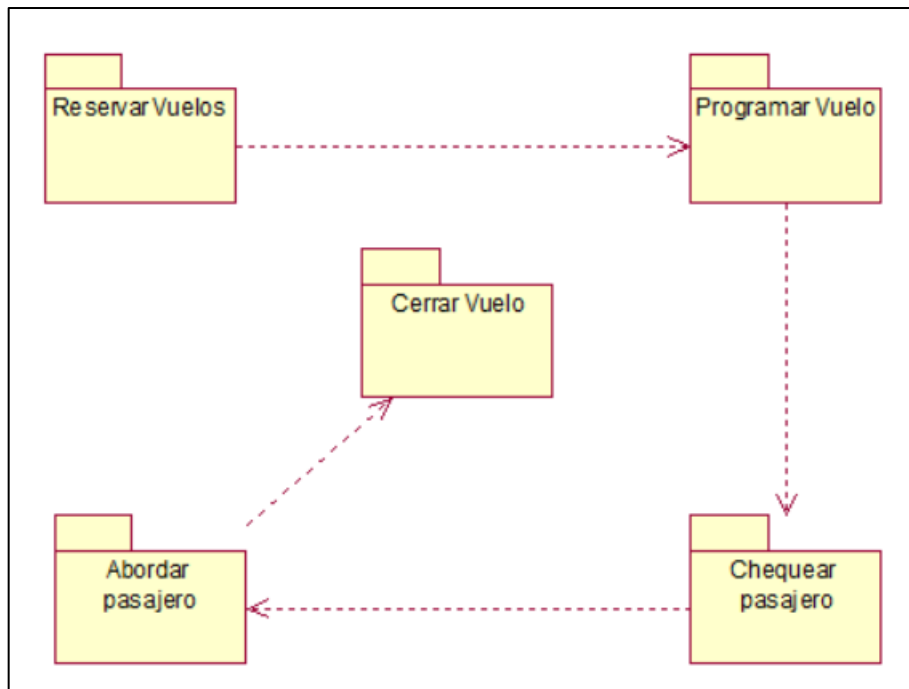 Reservar Vuelos
Programar Vuelo
Cerrar Vuelo
Abordar
pasajero
Chequear
pasajero